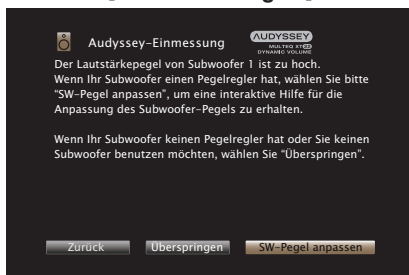 Audyssey-Einmessung
AUDYSSEY
MULTEQ XT32
DYNAMIC VOLUME
Der Lautstärkepegel von Subwoofer 1 ist zu hoch.
Wenn Ihr Subwoofer einen Pegelregler hat, wählen Sie bitte
“SW-Pegel anpassen”, um eine interaktive Hilfe für die
Anpassung des Subwoofer-Pegels zu erhalten.
Wenn Ihr Subwoofer keinen Pegelregler hat oder Sie keinen
Subwoofer benutzen möchten, wählen Sie “Überspringen”.
Zurück
Überspringen
SW-Pegel anpassen